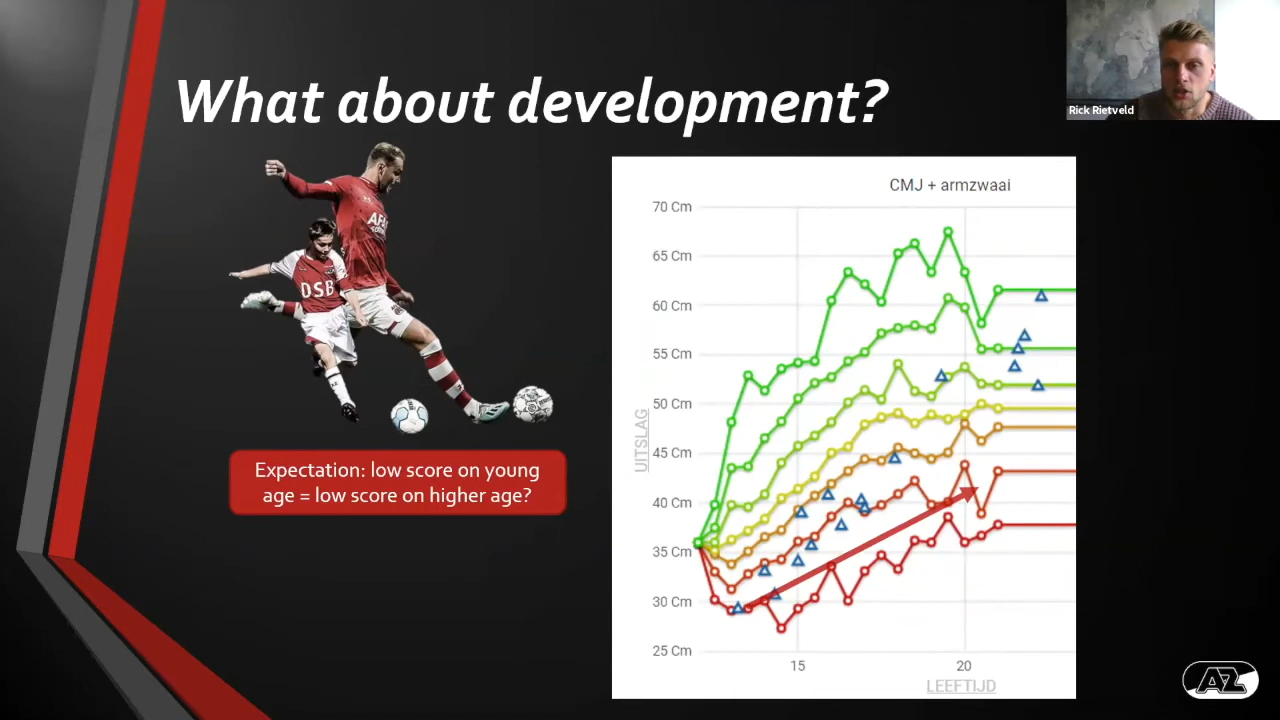 What about development?
Rick Rietveld
AFAS
DSB
Expectation: low score on young
age = low score on higher age?
CMJ + armzwaai
70 Cm
65 Cm
60 Cm
55 Cm
50 Cm
45 Cm
40 Cm
35 Cm
30 Cm
25 Cm
UITSLAG
15
20
LEEFTIJD
AZ